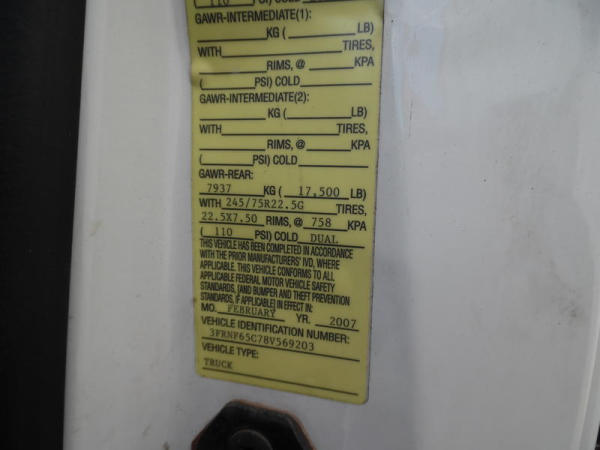 110 PSI) COLD
GAWR-INTERMEDIATE(1):
KG ( LB)
WITH TIRES,
RIMS, @ KPA
( PSI) COLD
GAWR-INTERMEDIATE(2):
KG ( LB)
WITH TIRES,
RIMS, @ KPA
( PSI) COLD
GAWR-REAR:
7937 KG ( 17,500 LB)
WITH 245/75R22.5G TIRES,
22.5X7.50 RIMS, @ 758 KPA
( 110 PSI) COLD DUAL
THIS VEHICLE HAS BEEN COMPLETED IN ACCORDANCE
WITH THE PRIOR MANUFACTURERS' IVD, WHERE
APPLICABLE. THIS VEHICLE CONFORMS TO ALL
APPLICABLE FEDERAL MOTOR VEHICLE SAFETY
STANDARDS, (AND BUMPER AND THEFT PREVENTION
STANDARDS, IF APPLICABLE) IN EFFECT IN:
MO. FEBRUARY YR. 2007
VEHICLE IDENTIFICATION NUMBER:
3FRNF65C78V569203
VEHICLE TYPE:
TRUCK